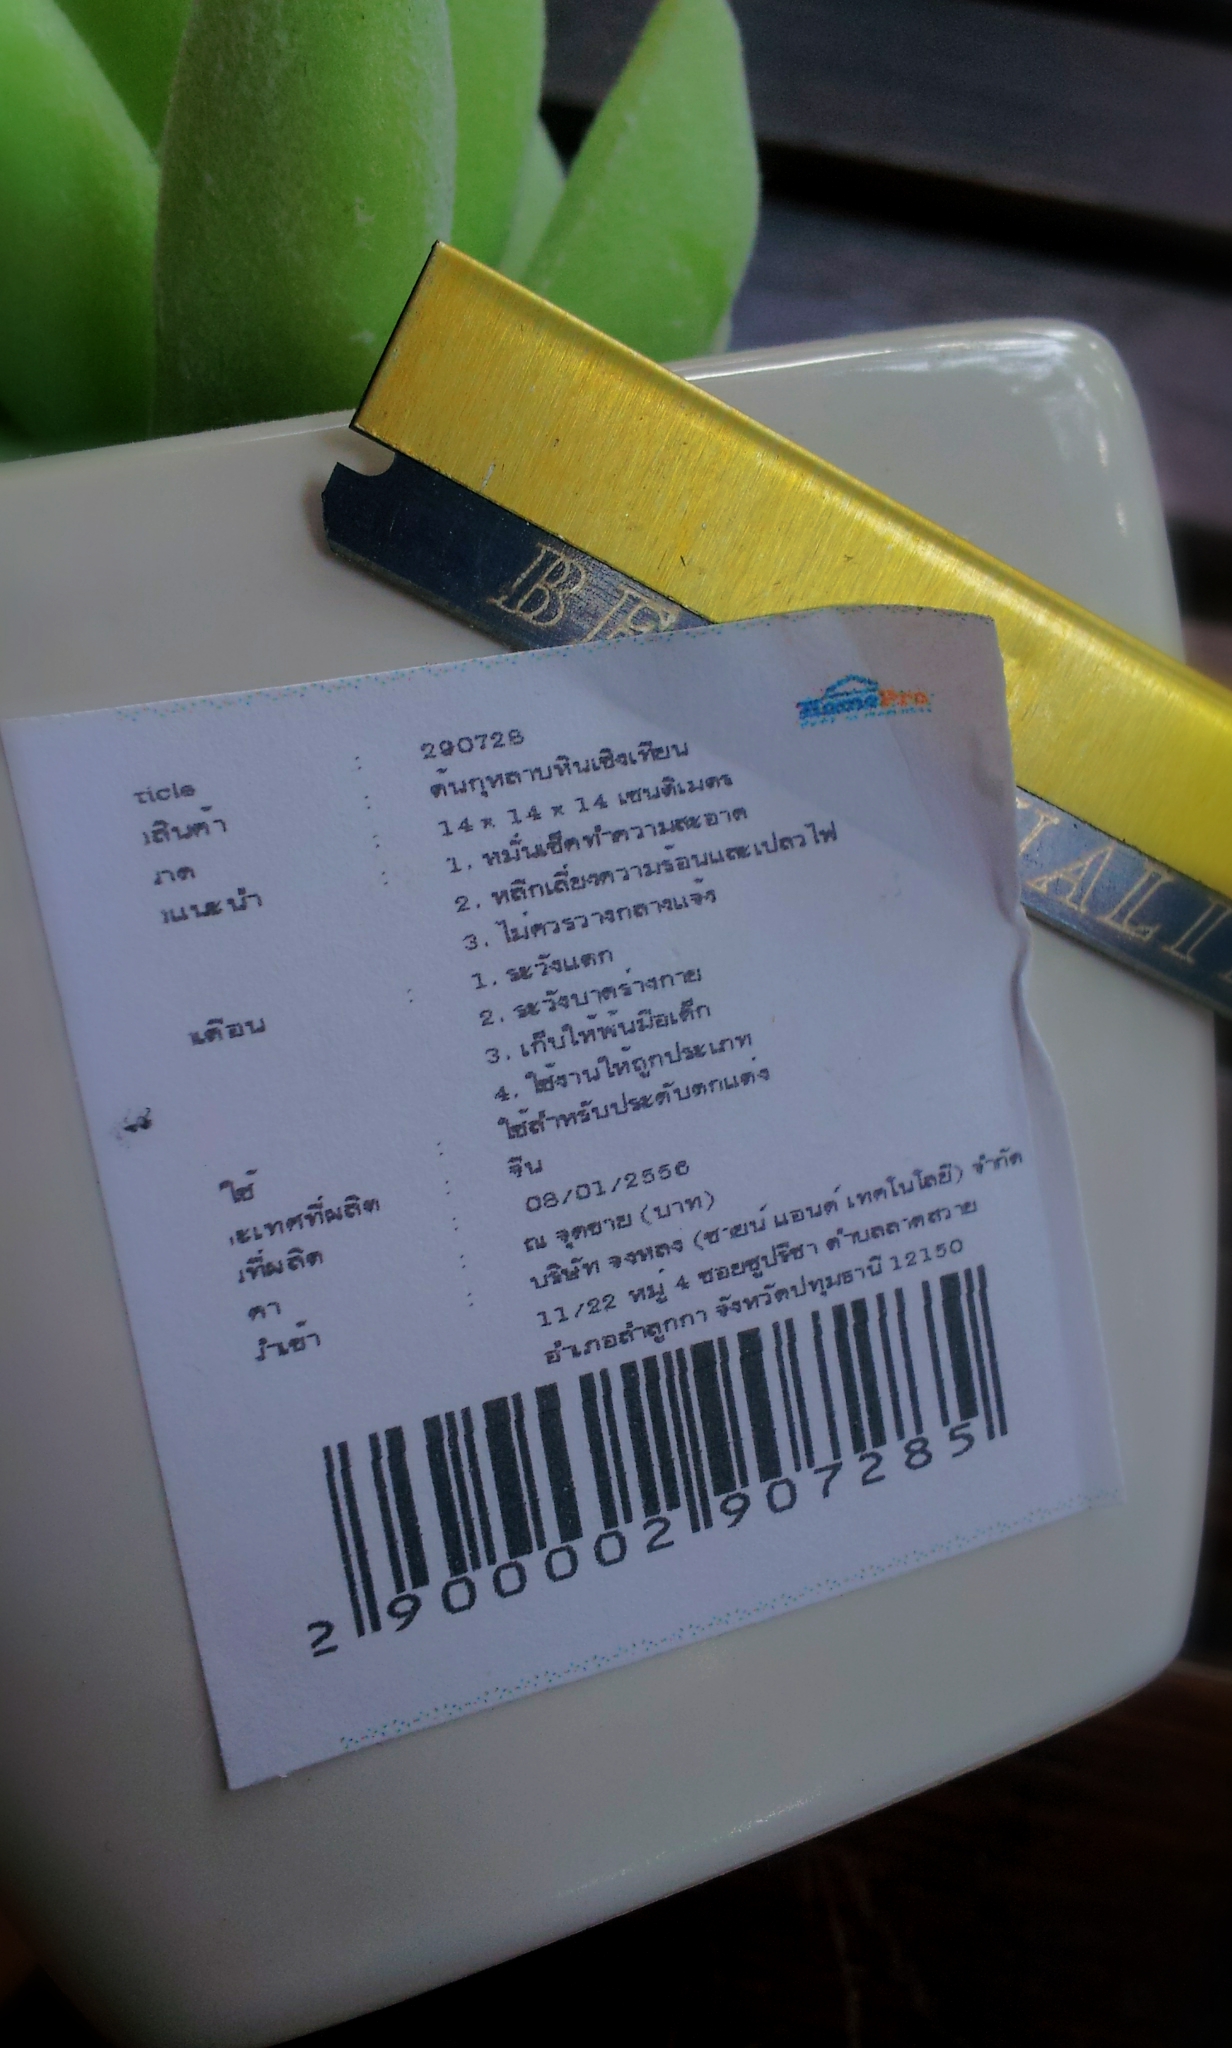 BE
IALI
HomePro
ticle : 290728
สินค้า : ต้นกุหลาบหินเชิงเทียน
าด : 14 x 14 x 14 เซนติเมตร
แนะนำ : 1. หมั่นเช็ดทำความสะอาด
2. หลีกเลี่ยงความร้อนและเปลวไฟ
3. ไม่ควรวางกลางแจ้ง
เตือน : 1. ระวังแตก
2. ระวังบาดร่างกาย
3. เก็บให้พ้นมือเด็ก
4. ใช้งานให้ถูกประเภท
ใช้ : ใช้สำหรับประดับตกแต่ง
ะเทศที่ผลิต : จีน
ที่ผลิต : 08/01/2556
คา : ณ จุดขาย (บาท)
นำเข้า : บริษัท จงหลง (ซายน์ แอนด์ เทคโนโลยี) จำกัด
11/22 หมู่ 4 ซอยชูปรีชา ตำบลลาดสวาย
อำเภอลำลูกกา จังหวัดปทุมธานี 12150
2 900002 907285